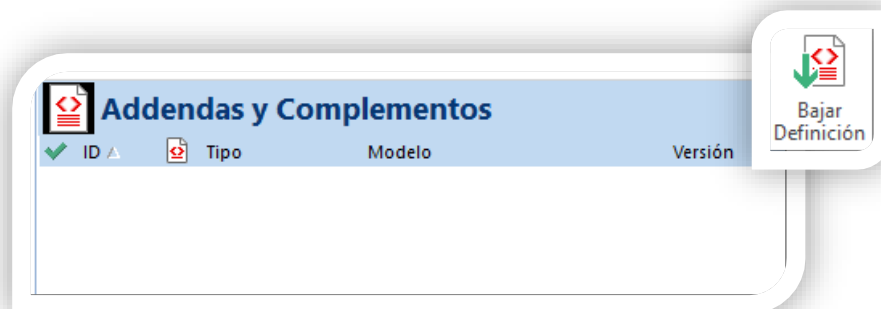 Addendas y Complementos
ID Tipo Modelo Versión
Bajar
Definición